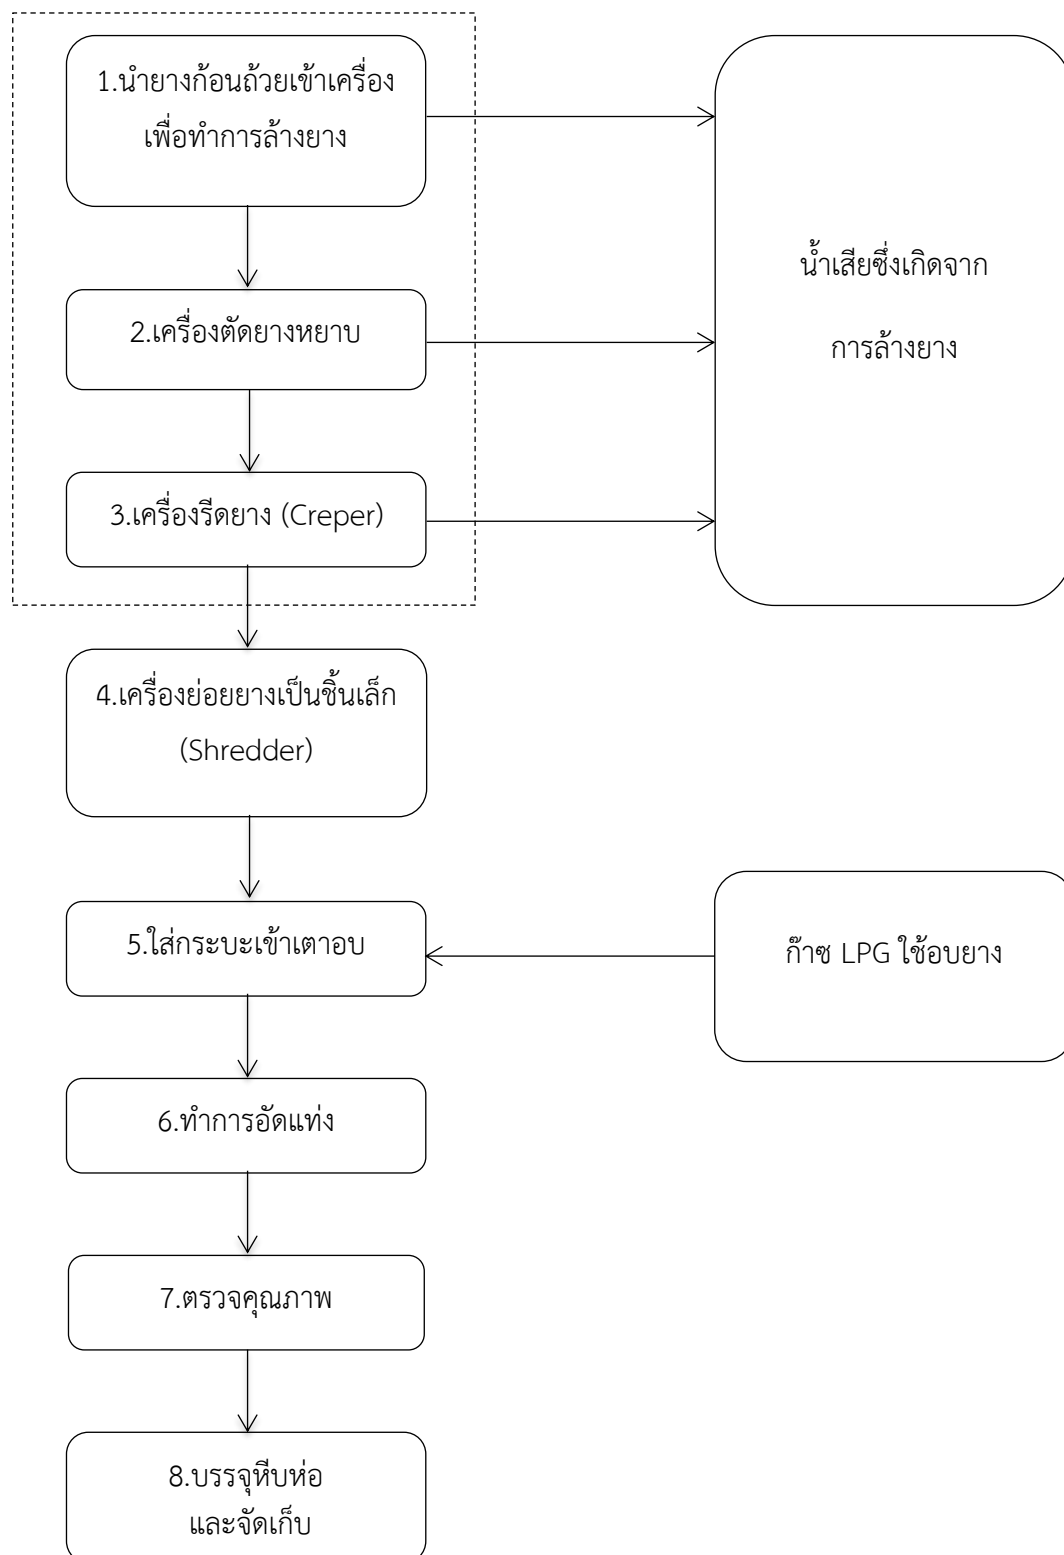 1.นำยางก้อนถ้วยเข้าเครื่อง
เพื่อทำการล้างยาง
น้ำเสียซึ่งเกิดจาก
การล้างยาง
2.เครื่องตัดยางหยาบ
3.เครื่องรีดยาง (Creper)
4.เครื่องย่อยยางเป็นชิ้นเล็ก
(Shredder)
5.ใส่กระบะเข้าเตาอบ
ก๊าซ LPG ใช้อบยาง
6.ทำการอัดแท่ง
7.ตรวจคุณภาพ
8.บรรจุหีบห่อ
และจัดเก็บ